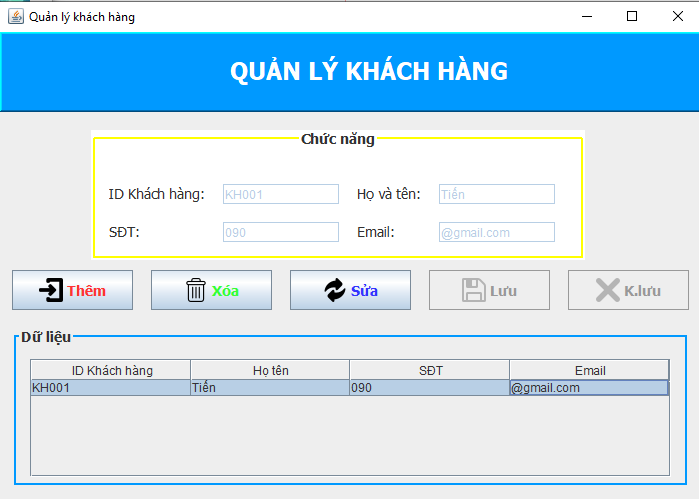 Quản lý khách hàng
QUẢN LÝ KHÁCH HÀNG
Chức năng
ID Khách hàng: KH001 Họ và tên: Tiến
SĐT: 090 Email: @gmail.com
Thêm Xóa Sửa Lưu K.lưu
Dữ liệu
ID Khách hàng Họ tên SĐT Email
KH001 Tiến 090 @gmail.com